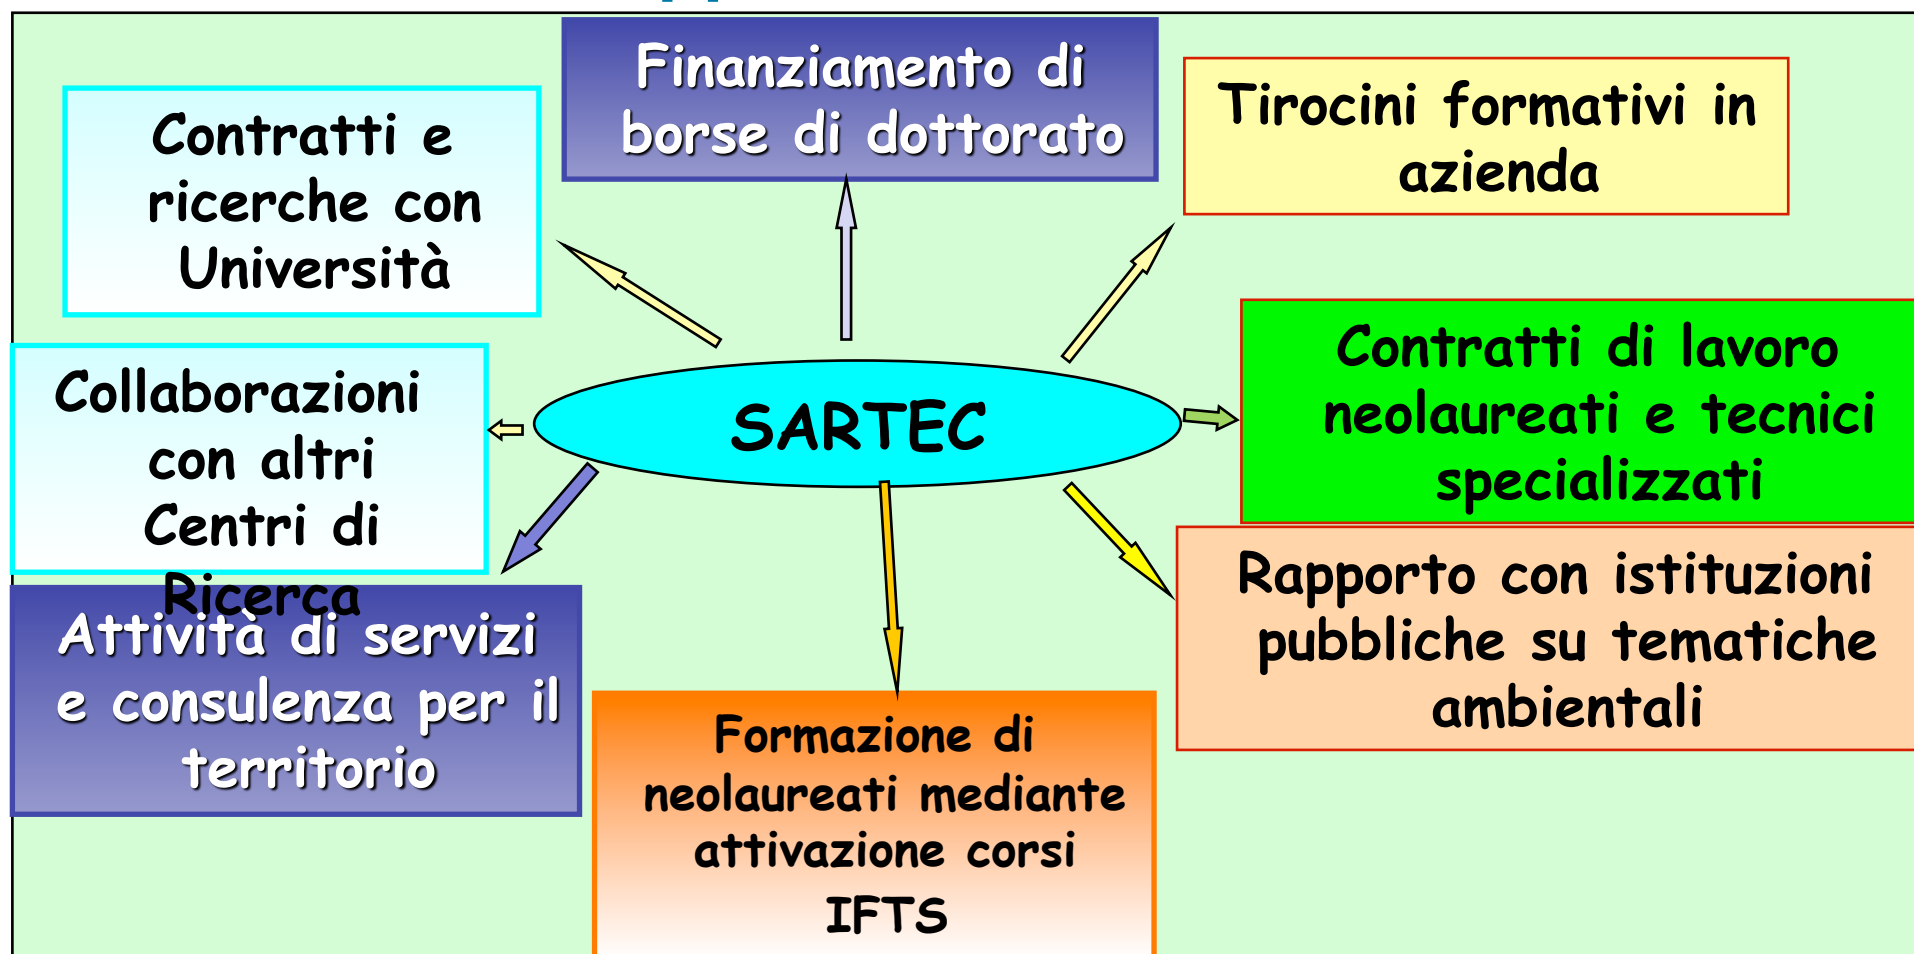 Finanziamento di
borse di dottorato
Tirocini formativi in
azienda
Contratti e
ricerche con
Università
Contratti di lavoro
neolaureati e tecnici
specializzati
Collaborazioni
con altri
Centri di
Ricerca
SARTEC
Rapporto con istituzioni
pubbliche su tematiche
ambientali
Attività di servizi
e consulenza per il
territorio
Formazione di
neolaureati mediante
attivazione corsi
IFTS